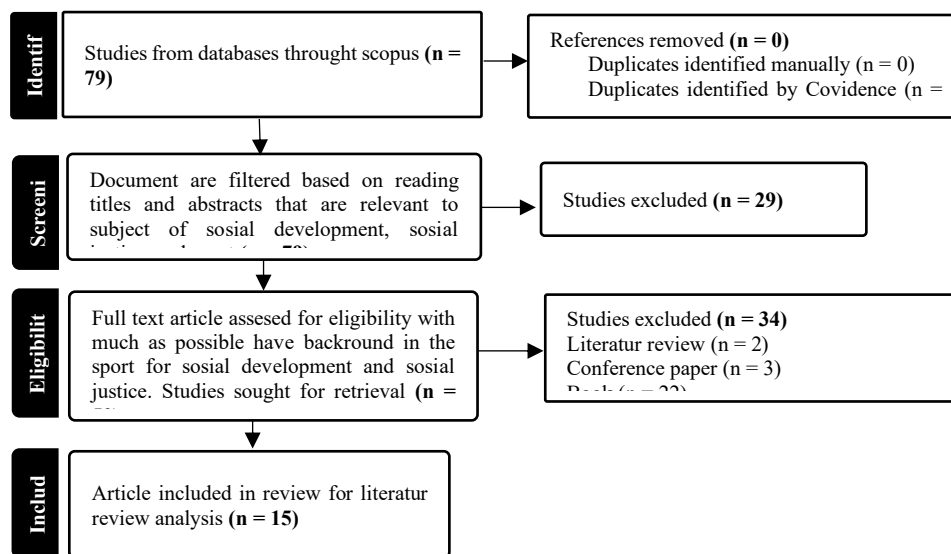 Identif
Studies from databases throught scopus (n =
79)
References removed (n = 0)
Duplicates identified manually (n = 0)
Duplicates identified by Covidence (n =
Screeni
Document are filtered based on reading
titles and abstracts that are relevant to
subject of sosial development, sosial
Studies excluded (n = 29)
Eligibilit
Full text article assesed for eligibility with
much as possible have backround in the
sport for sosial development and sosial
justice. Studies sought for retrieval (n =
Studies excluded (n = 34)
Literatur review (n = 2)
Conference paper (n = 3)
Includ
Article included in review for literatur
review analysis (n = 15)